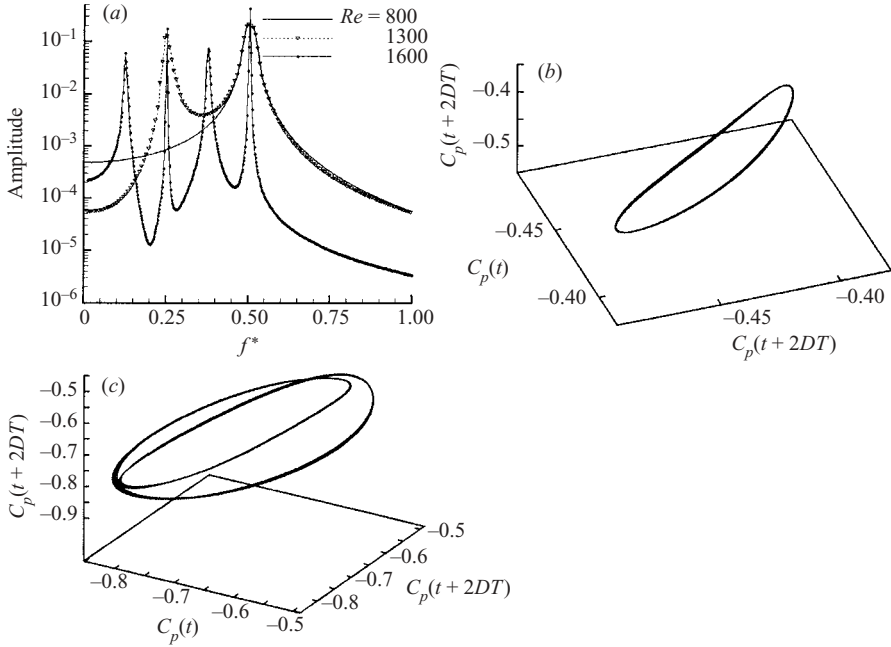 (a)
Re = 800
1300
1600
10⁻¹
10⁻²
10⁻³
10⁻⁴
10⁻⁵
10⁻⁶
Amplitude
0
0.25
0.50
0.75
1.00
f*
(b)
−0.4
−0.5
C_p(t + 2DT)
−0.45
−0.40
C_p(t)
−0.45
−0.40
C_p(t + 2DT)
(c)
−0.5
−0.6
−0.7
−0.8
−0.9
C_p(t + 2DT)
−0.8
−0.7
−0.6
−0.5
C_p(t)
−0.5
−0.6
−0.7
−0.8
C_p(t + 2DT)